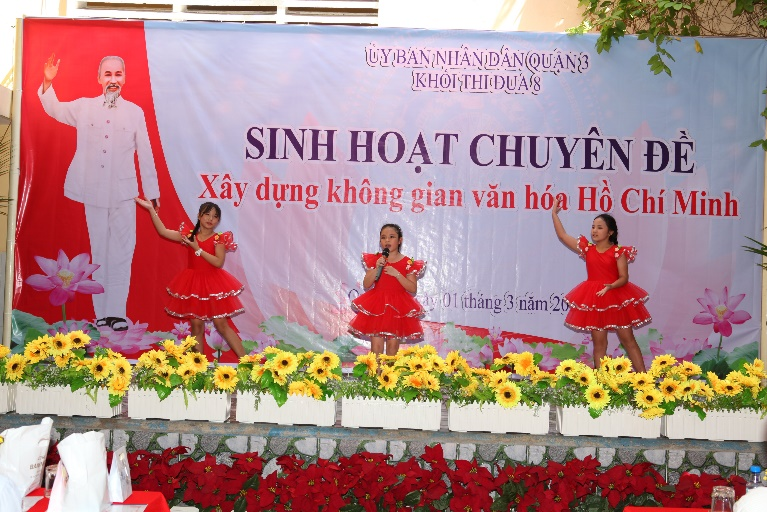 ỦY BAN NHÂN DÂN QUẬN 3
KHỐI THI ĐUA 8
SINH HOẠT CHUYÊN ĐỀ
Xây dựng không gian văn hóa Hồ Chí Minh
01 tháng 3 năm